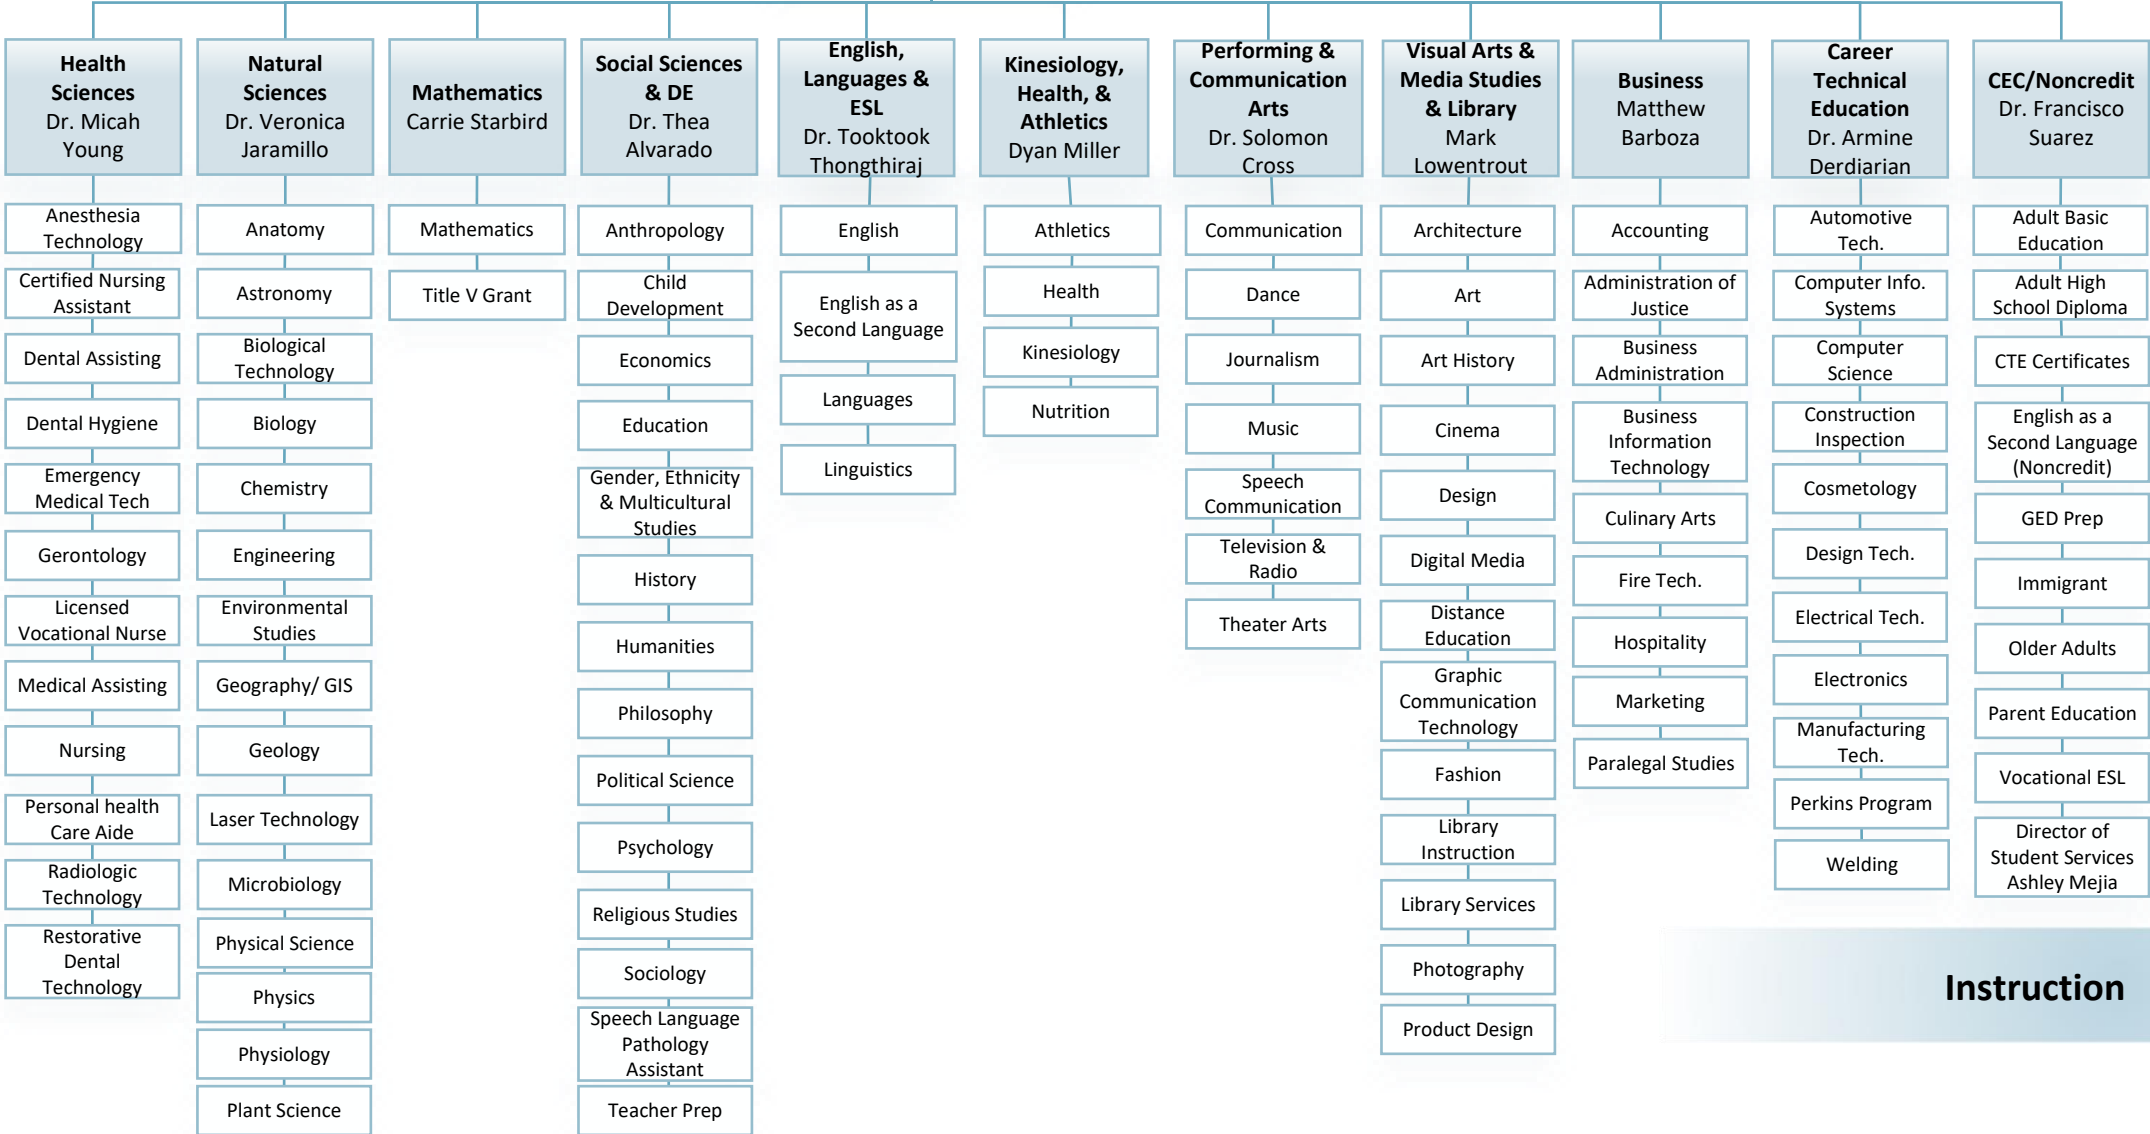 Health
Sciences
Dr. Micah
Young
Anesthesia
Technology
Certified Nursing
Assistant
Dental Assisting
Dental Hygiene
Emergency
Medical Tech
Gerontology
Licensed
Vocational Nurse
Medical Assisting
Nursing
Personal health
Care Aide
Radiologic
Technology
Restorative
Dental
Technology
Natural
Sciences
Dr. Veronica
Jaramillo
Anatomy
Astronomy
Biological
Technology
Biology
Chemistry
Engineering
Environmental
Studies
Geography/ GIS
Geology
Laser Technology
Microbiology
Physical Science
Physics
Physiology
Plant Science
Mathematics
Carrie Starbird
Mathematics
Title V Grant
Social Sciences
& DE
Dr. Thea
Alvarado
Anthropology
Child
Development
Economics
Education
Gender, Ethnicity
& Multicultural
Studies
History
Humanities
Philosophy
Political Science
Psychology
Religious Studies
Sociology
Speech Language
Pathology
Assistant
Teacher Prep
English,
Languages &
ESL
Dr. Tooktook
Thongthiraj
English
English as a
Second Language
Languages
Linguistics
Kinesiology,
Health, &
Athletics
Dyan Miller
Athletics
Health
Kinesiology
Nutrition
Performing &
Communication
Arts
Dr. Solomon
Cross
Communication
Dance
Journalism
Music
Speech
Communication
Television &
Radio
Theater Arts
Visual Arts &
Media Studies
& Library
Mark
Lowentrout
Architecture
Art
Art History
Cinema
Design
Digital Media
Distance
Education
Graphic
Communication
Technology
Fashion
Library
Instruction
Library Services
Photography
Product Design
Business
Matthew
Barboza
Accounting
Administration of
Justice
Business
Administration
Business
Information
Technology
Culinary Arts
Fire Tech.
Hospitality
Marketing
Paralegal Studies
Career
Technical
Education
Dr. Armine
Derdiarian
Automotive
Tech.
Computer Info.
Systems
Computer
Science
Construction
Inspection
Cosmetology
Design Tech.
Electrical Tech.
Electronics
Manufacturing
Tech.
Perkins Program
Welding
CEC/Noncredit
Dr. Francisco
Suarez
Adult Basic
Education
Adult High
School Diploma
CTE Certificates
English as a
Second Language
(Noncredit)
GED Prep
Immigrant
Older Adults
Parent Education
Vocational ESL
Director of
Student Services
Ashley Mejia
Instruction